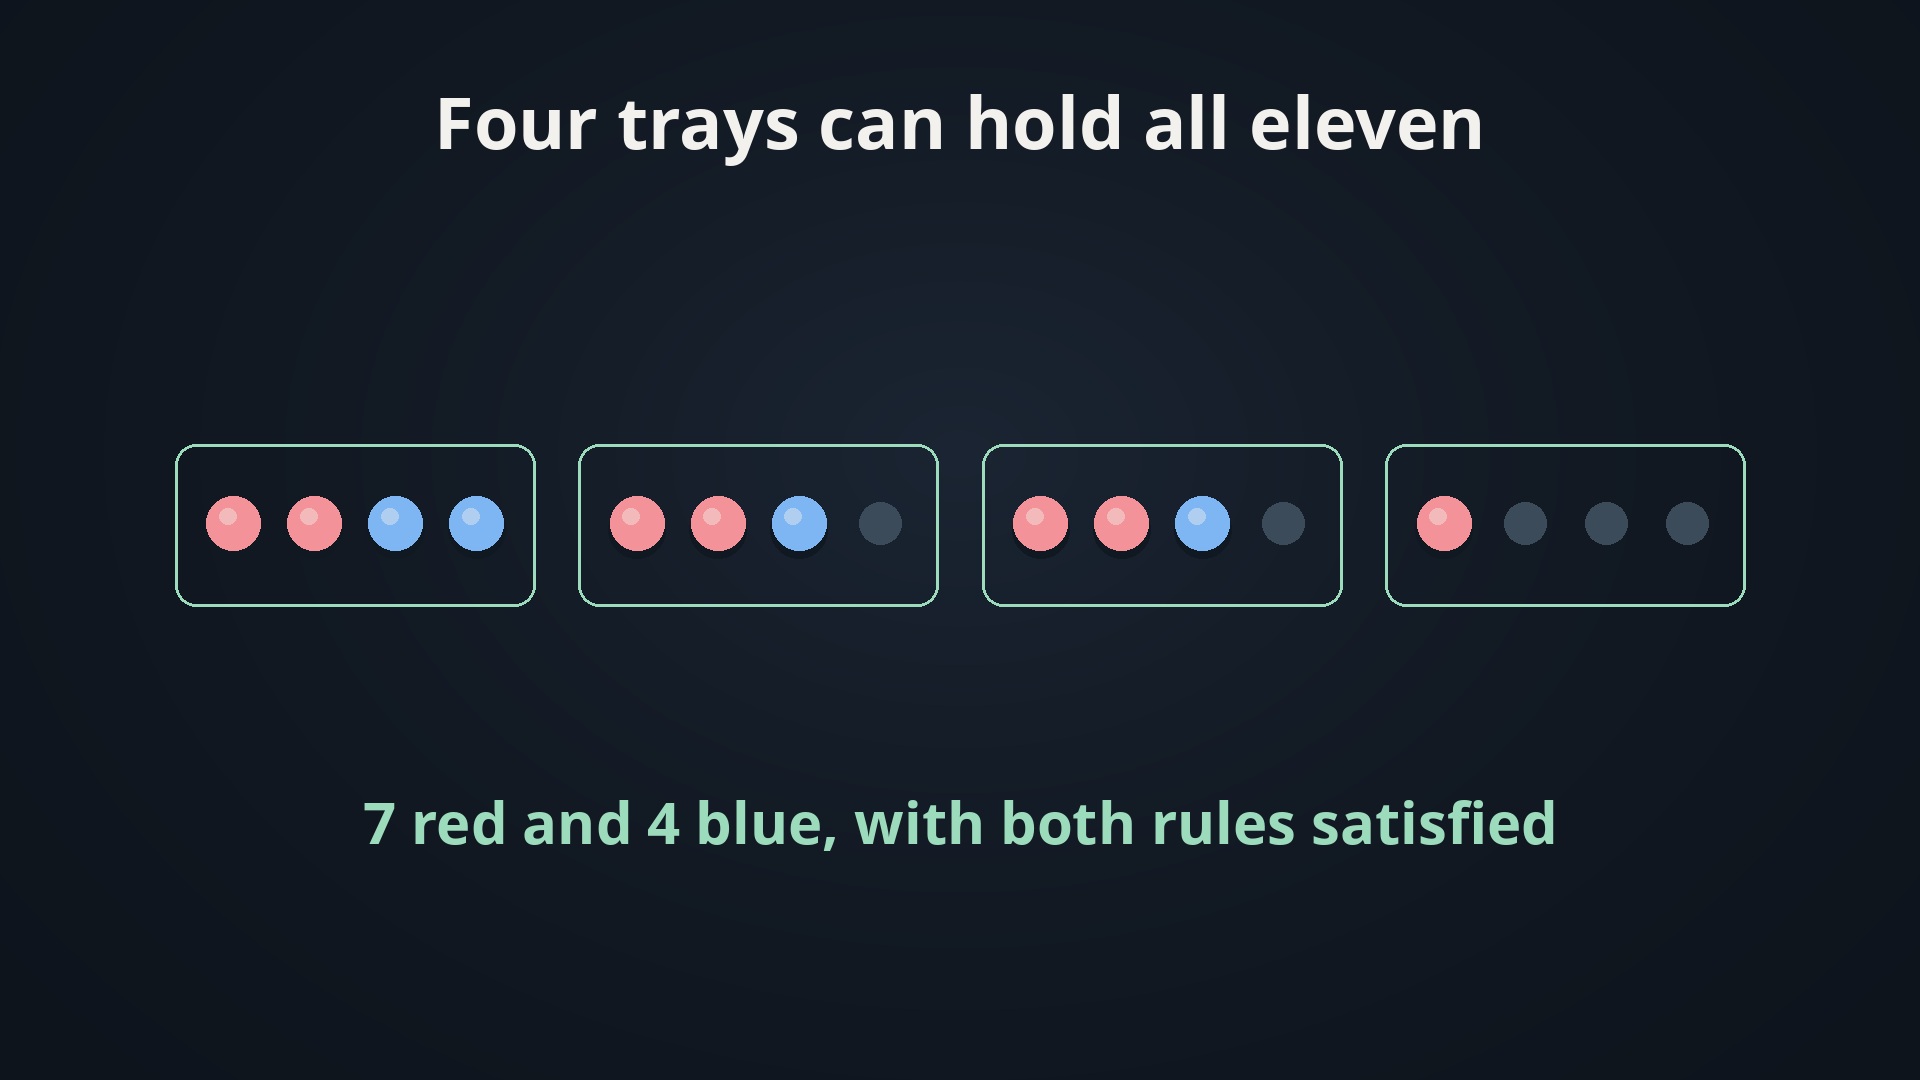 Four trays can hold all eleven
7 red and 4 blue, with both rules satisfied